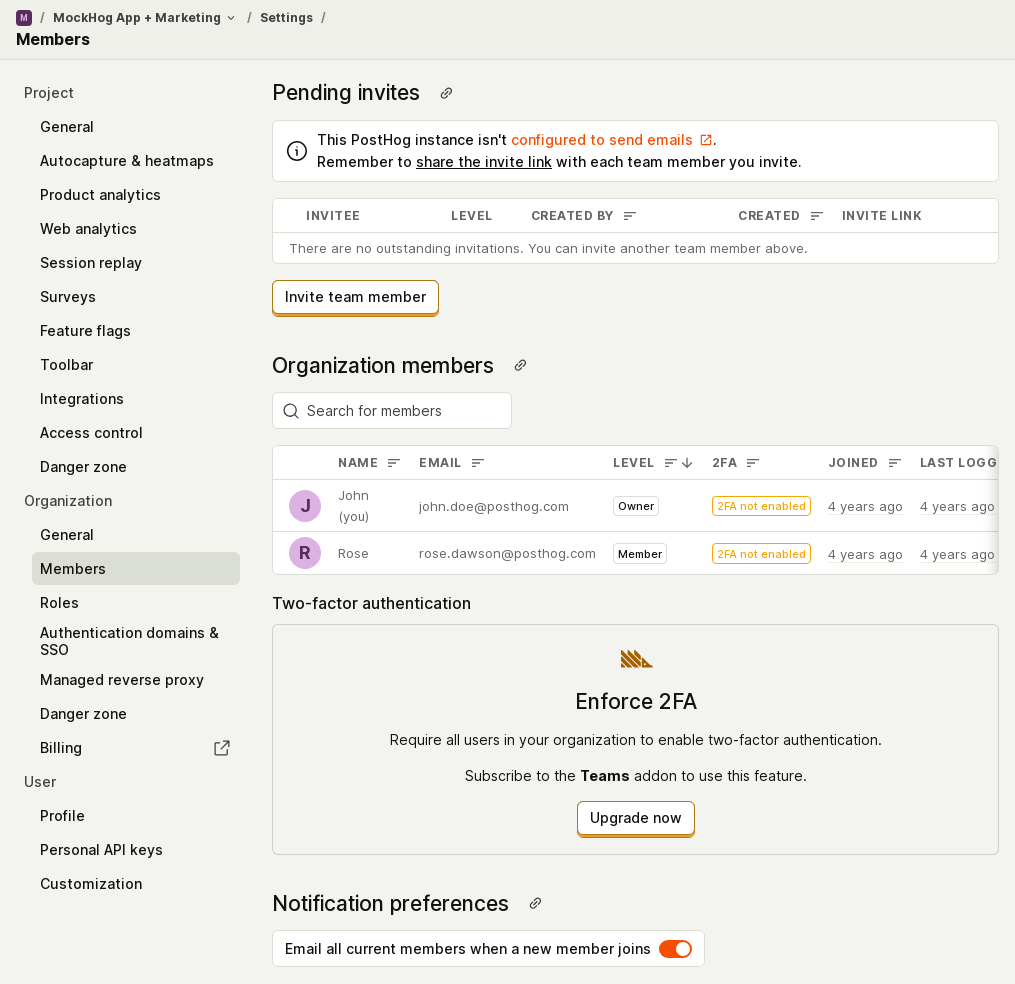 M / MockHog App + Marketing / Settings /
Members
Project
General
Autocapture & heatmaps
Product analytics
Web analytics
Session replay
Surveys
Feature flags
Toolbar
Integrations
Access control
Danger zone
Organization
General
Members
Roles
Authentication domains &
SSO
Managed reverse proxy
Danger zone
Billing
User
Profile
Personal API keys
Customization
Pending invites
This PostHog instance isn't configured to send emails.
Remember to share the invite link with each team member you invite.
INVITEE LEVEL CREATED BY CREATED INVITE LINK
There are no outstanding invitations. You can invite another team member above.
Invite team member
Organization members
Search for members
NAME EMAIL LEVEL 2FA JOINED LAST LOGG
J John (you) john.doe@posthog.com Owner 2FA not enabled 4 years ago 4 years ago
R Rose rose.dawson@posthog.com Member 2FA not enabled 4 years ago 4 years ago
Two-factor authentication
Enforce 2FA
Require all users in your organization to enable two-factor authentication.
Subscribe to the Teams addon to use this feature.
Upgrade now
Notification preferences
Email all current members when a new member joins